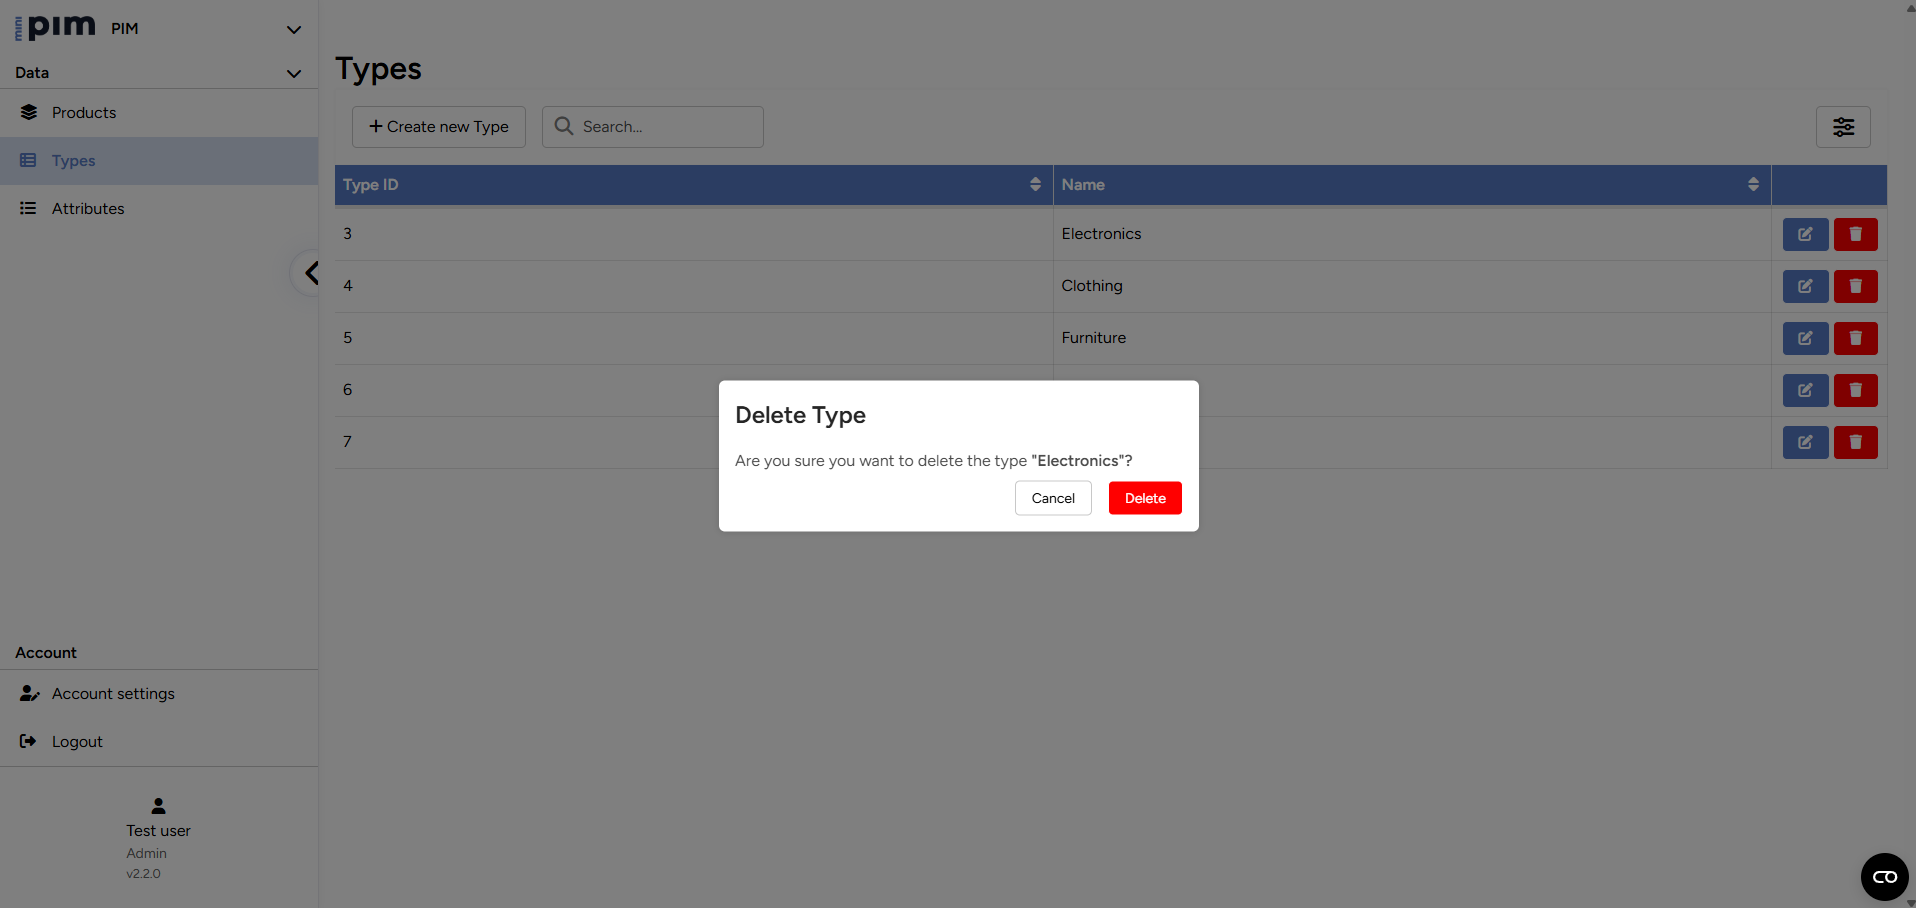 mini pim PIM
Data
Products
Types
Attributes
Account
Account settings
Logout
Test user
Admin
v2.2.0
Types
Create new Type
Search...
Type ID Name
3 Electronics
4 Clothing
5 Furniture
6
7
Delete Type
Are you sure you want to delete the type "Electronics"?
Cancel Delete